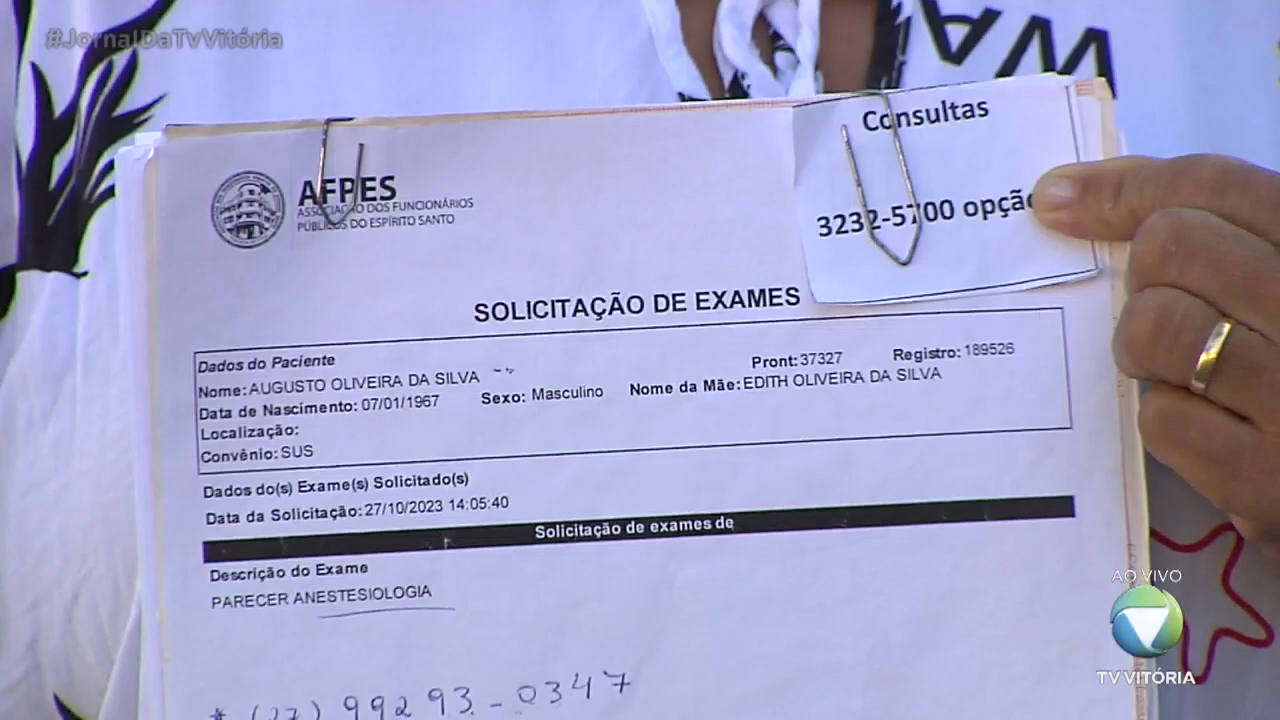 #JornalDaTvVitória
Consultas
3232-5700 opção
AFPES
ASSOCIAÇÃO DOS FUNCIONÁRIOS
PÚBLICOS DO ESPÍRITO SANTO
SOLICITAÇÃO DE EXAMES
Dados do Paciente
Pront: 37327 Registro: 189526
Nome: AUGUSTO OLIVEIRA DA SILVA
Data de Nascimento: 07/01/1967 Sexo: Masculino Nome da Mãe: EDITH OLIVEIRA DA SILVA
Localização:
Convênio: SUS
Dados do(s) Exame(s) Solicitado(s)
Data da Solicitação: 27/10/2023 14:05:40
Solicitação de exames de
Descrição do Exame
PARECER ANESTESIOLOGIA
* (27) 99293-0347
AO VIVO
TV VITÓRIA